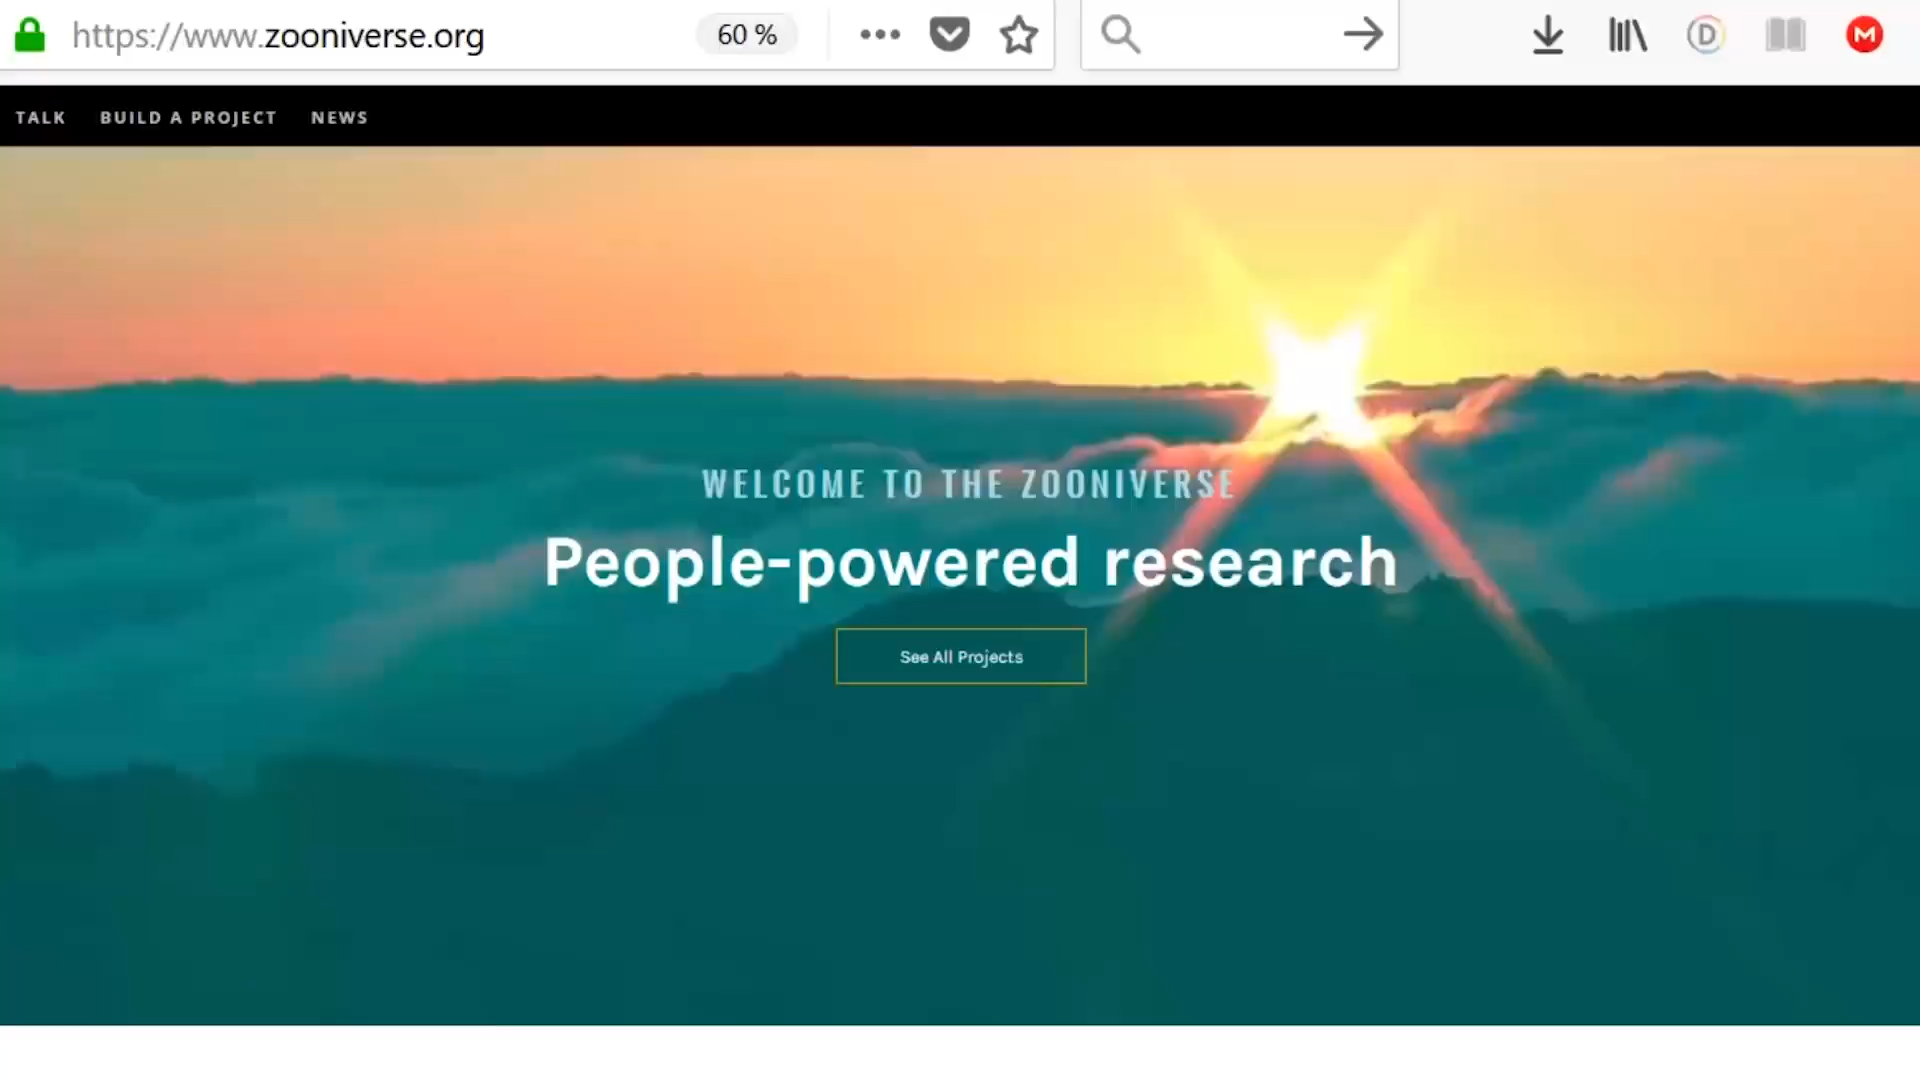 https://www.zooniverse.org 60 %
D M
TALK BUILD A PROJECT NEWS
WELCOME TO THE ZOONIVERSE
People-powered research
See All Projects